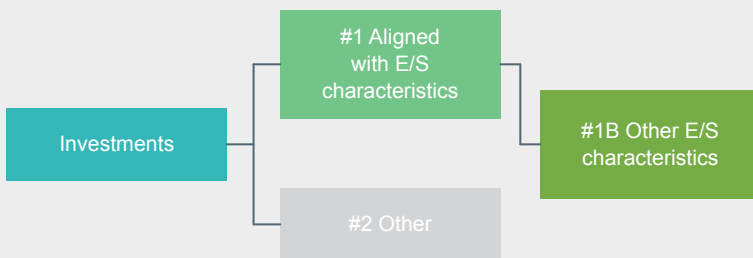 Investments
#1 Aligned
with E/S
characteristics
#2 Other
#1B Other E/S
characteristics